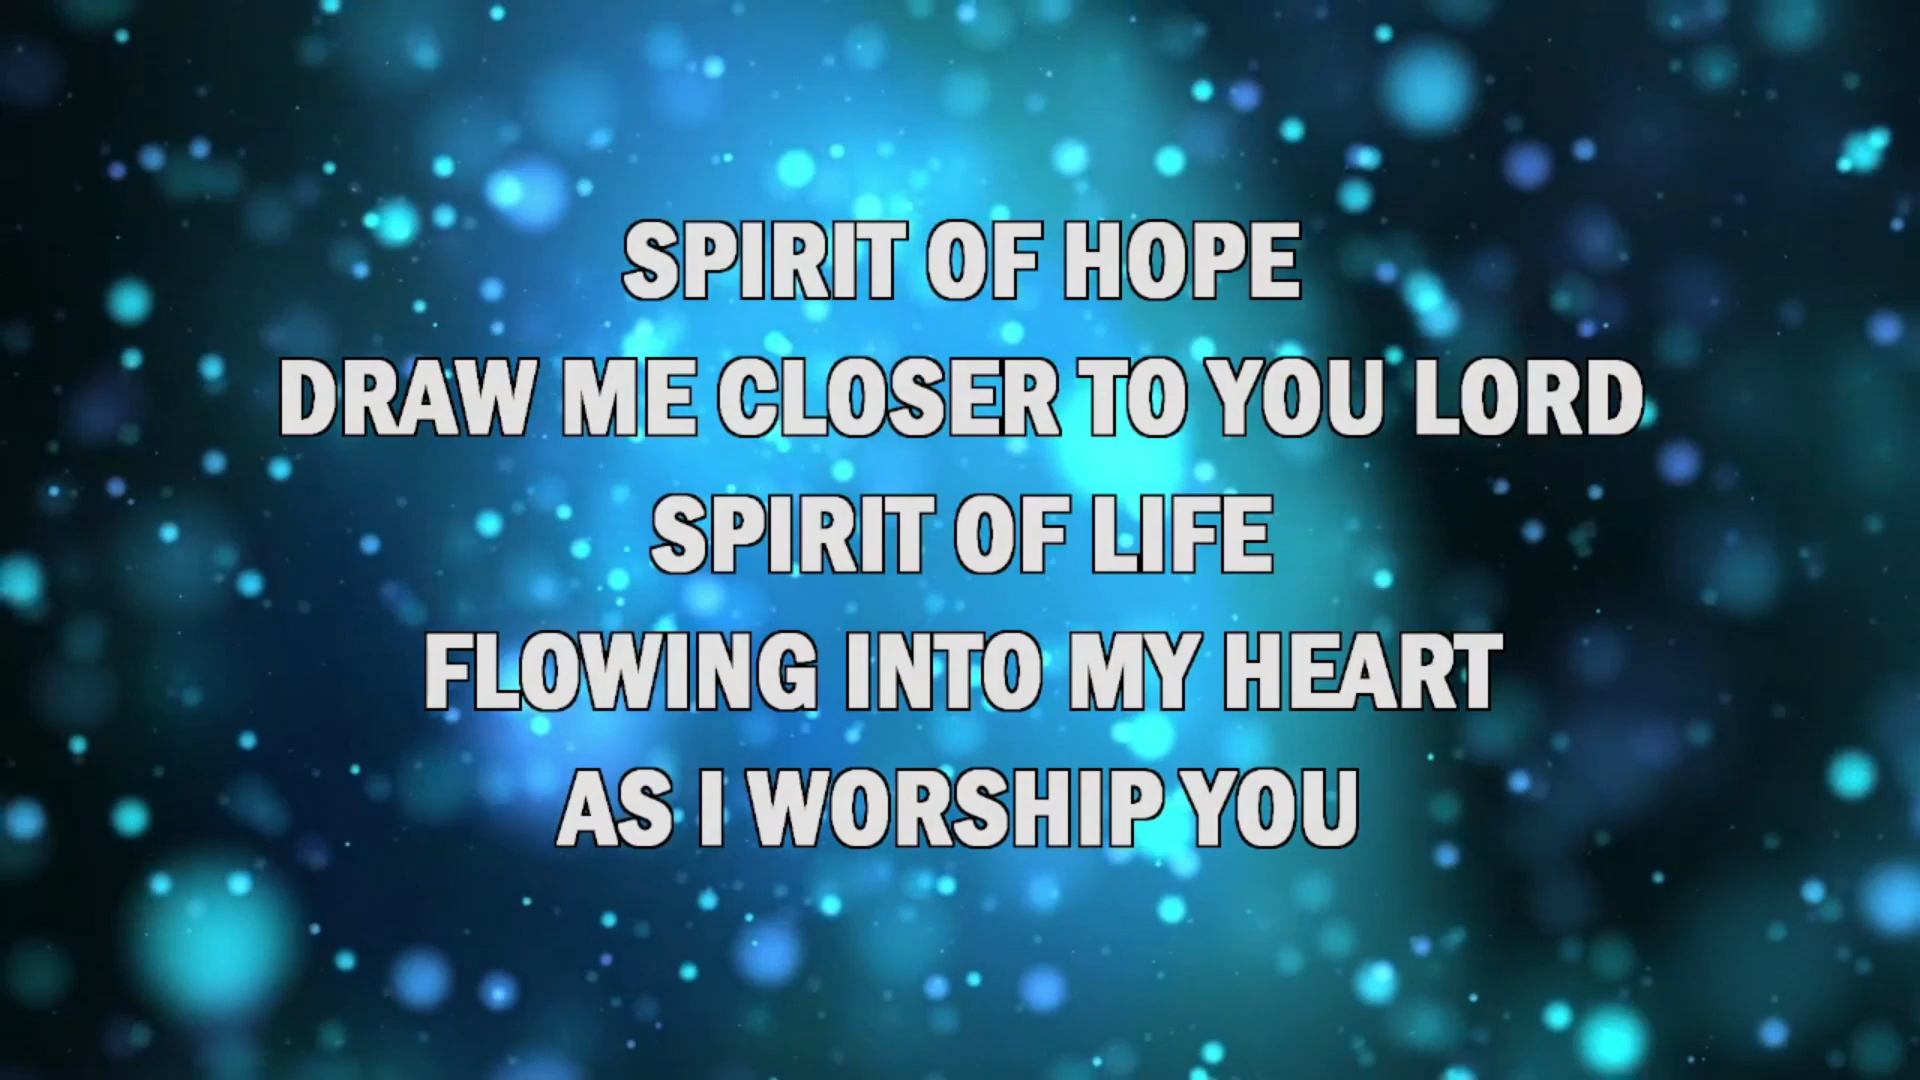 SPIRIT OF HOPE
DRAW ME CLOSER TO YOU LORD
SPIRIT OF LIFE
FLOWING INTO MY HEART
AS I WORSHIP YOU